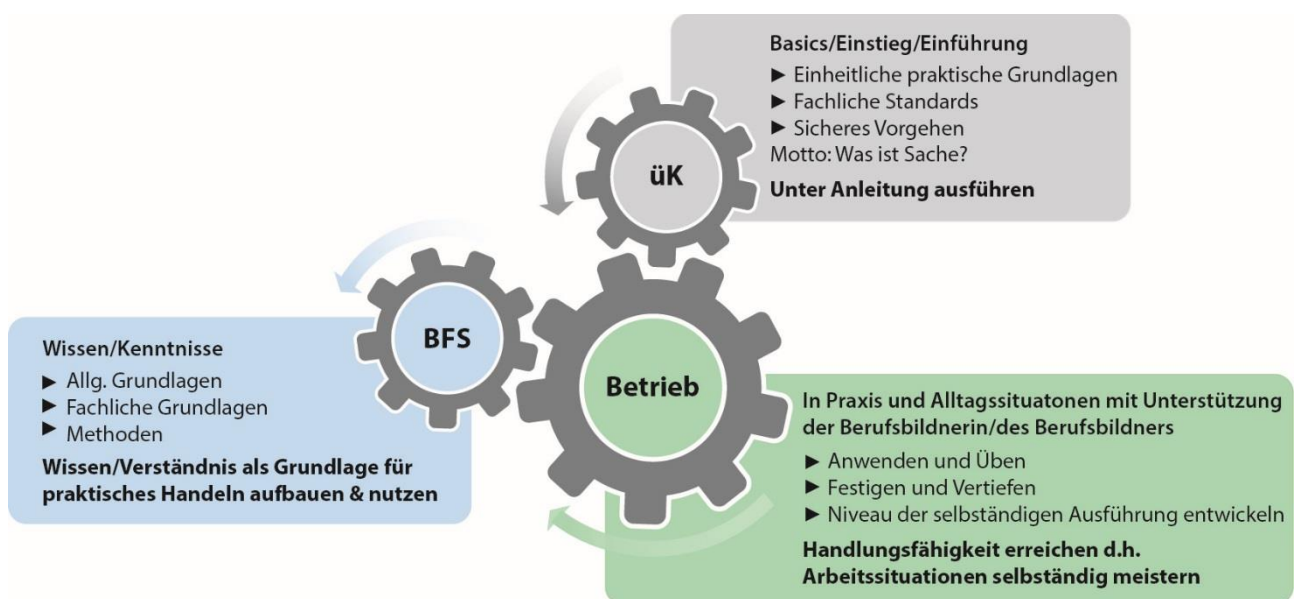 Basics/Einstieg/Einführung
► Einheitliche praktische Grundlagen
► Fachliche Standards
► Sicheres Vorgehen
Motto: Was ist Sache?
Unter Anleitung ausführen
üK
BFS
Wissen/Kenntnisse
► Allg. Grundlagen
► Fachliche Grundlagen
► Methoden
Wissen/Verständnis als Grundlage für
praktisches Handeln aufbauen & nutzen
Betrieb
In Praxis und Alltagssituatonen mit Unterstützung
der Berufsbildnerin/des Berufsbildners
► Anwenden und Üben
► Festigen und Vertiefen
► Niveau der selbständigen Ausführung entwickeln
Handlungsfähigkeit erreichen d.h.
Arbeitssituationen selbständig meistern